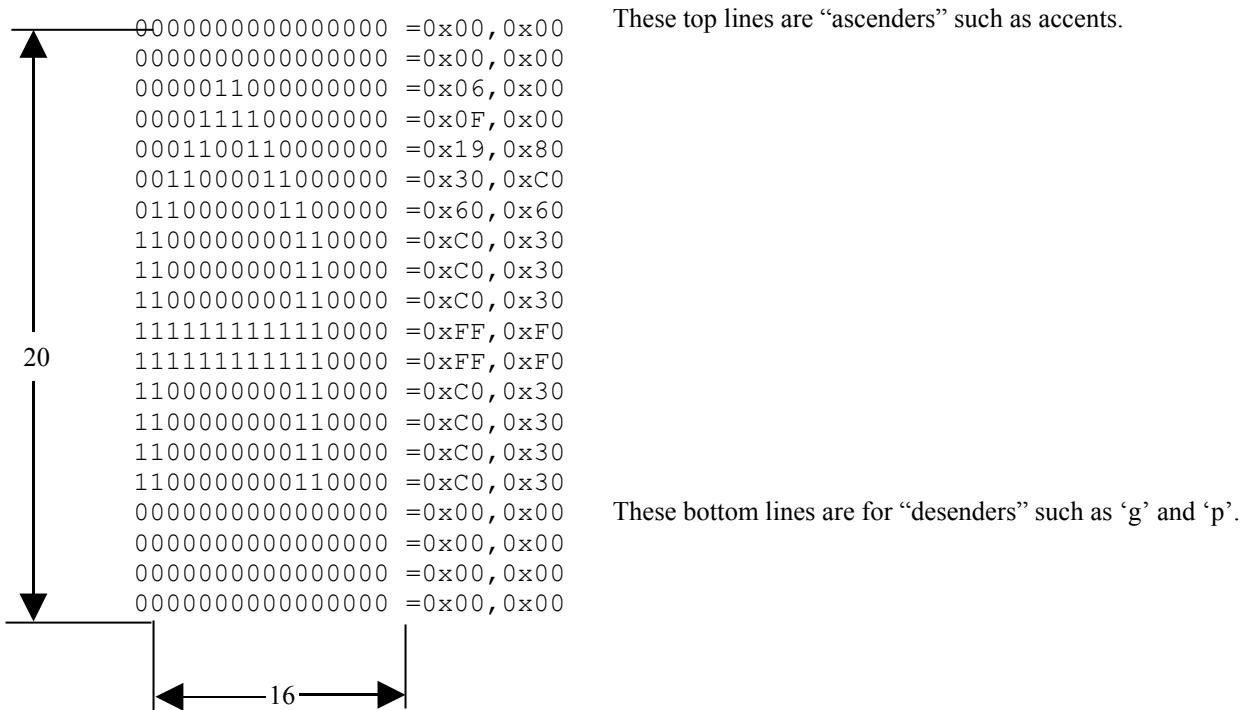 These top lines are “ascenders” such as accents.
0000000000000000 =0x00,0x00
0000000000000000 =0x00,0x00
0000011000000000 =0x06,0x00
0000111100000000 =0x0F,0x00
0001100110000000 =0x19,0x80
0011000011000000 =0x30,0xC0
0110000001100000 =0x60,0x60
1100000000110000 =0xC0,0x30
1100000000110000 =0xC0,0x30
1100000000110000 =0xC0,0x30
1111111111110000 =0xFF,0xF0
20 1111111111110000 =0xFF,0xF0
1100000000110000 =0xC0,0x30
1100000000110000 =0xC0,0x30
1100000000110000 =0xC0,0x30
1100000000110000 =0xC0,0x30
0000000000000000 =0x00,0x00 These bottom lines are for “desenders” such as ‘g’ and ‘p’.
0000000000000000 =0x00,0x00
0000000000000000 =0x00,0x00
0000000000000000 =0x00,0x00
16